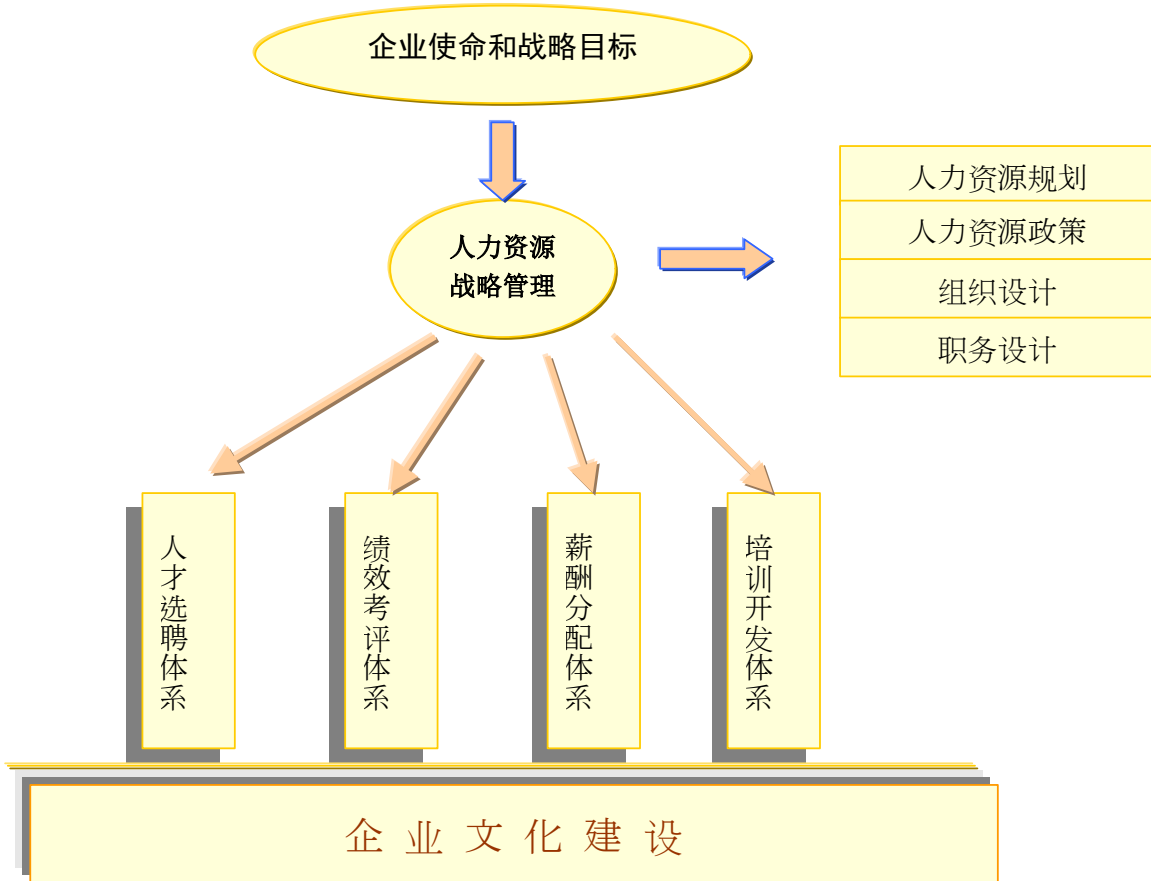 企业使命和战略目标
人力资源
战略管理
人力资源规划
人力资源政策
组织设计
职务设计
人才选聘体系
绩效考评体系
薪酬分配体系
培训开发体系
企业文化建设